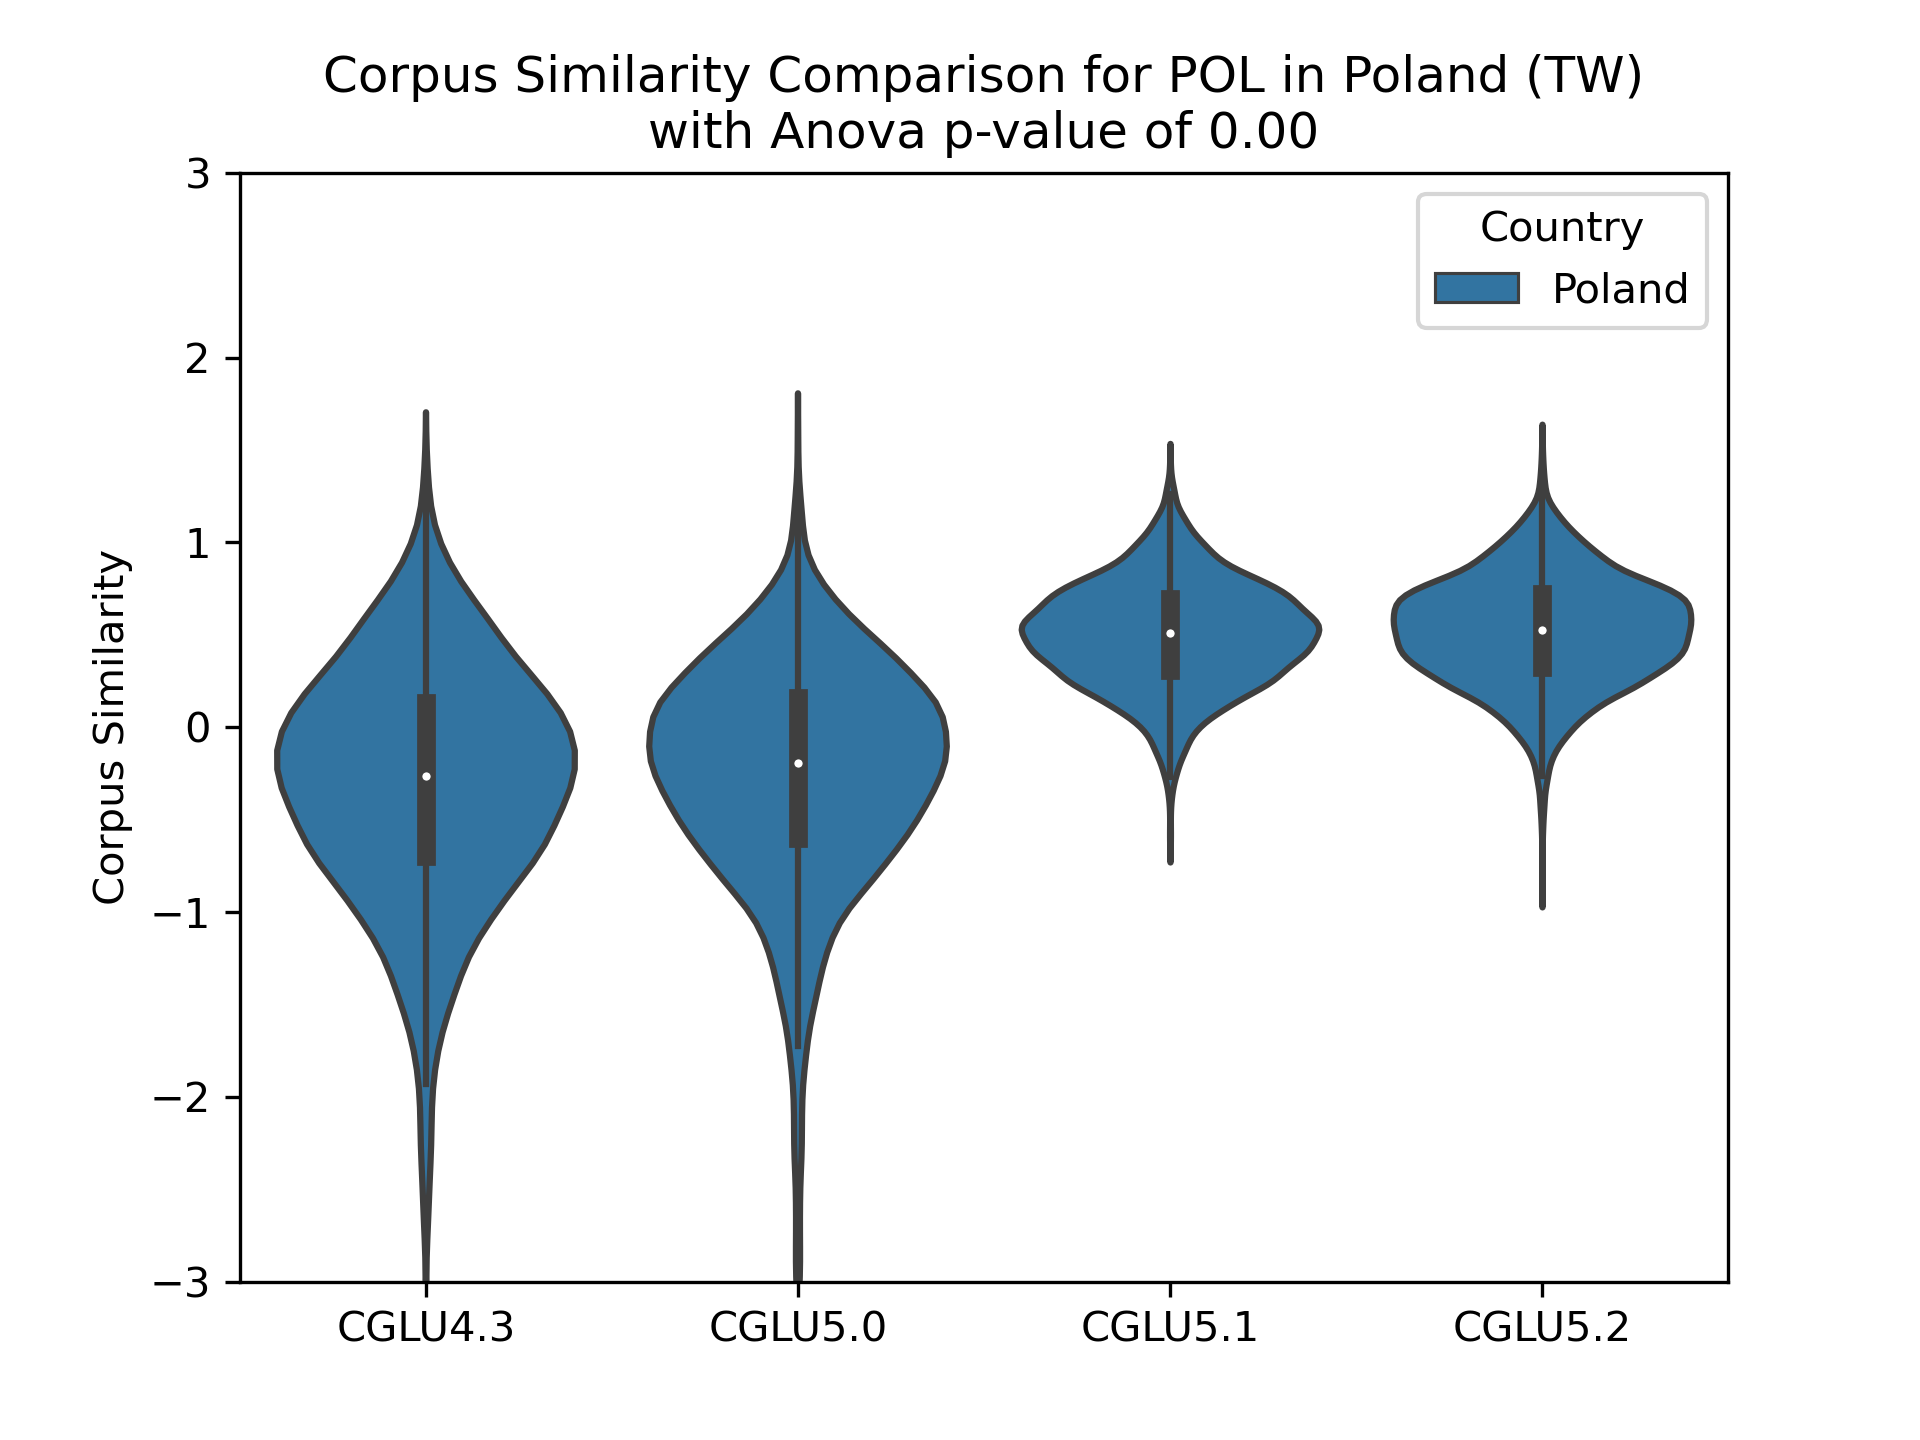 Corpus Similarity Comparison for POL in Poland (TW)
with Anova p-value of 0.00
Country
Poland
Corpus Similarity
3
2
1
0
−1
−2
−3
CGLU4.3
CGLU5.0
CGLU5.1
CGLU5.2